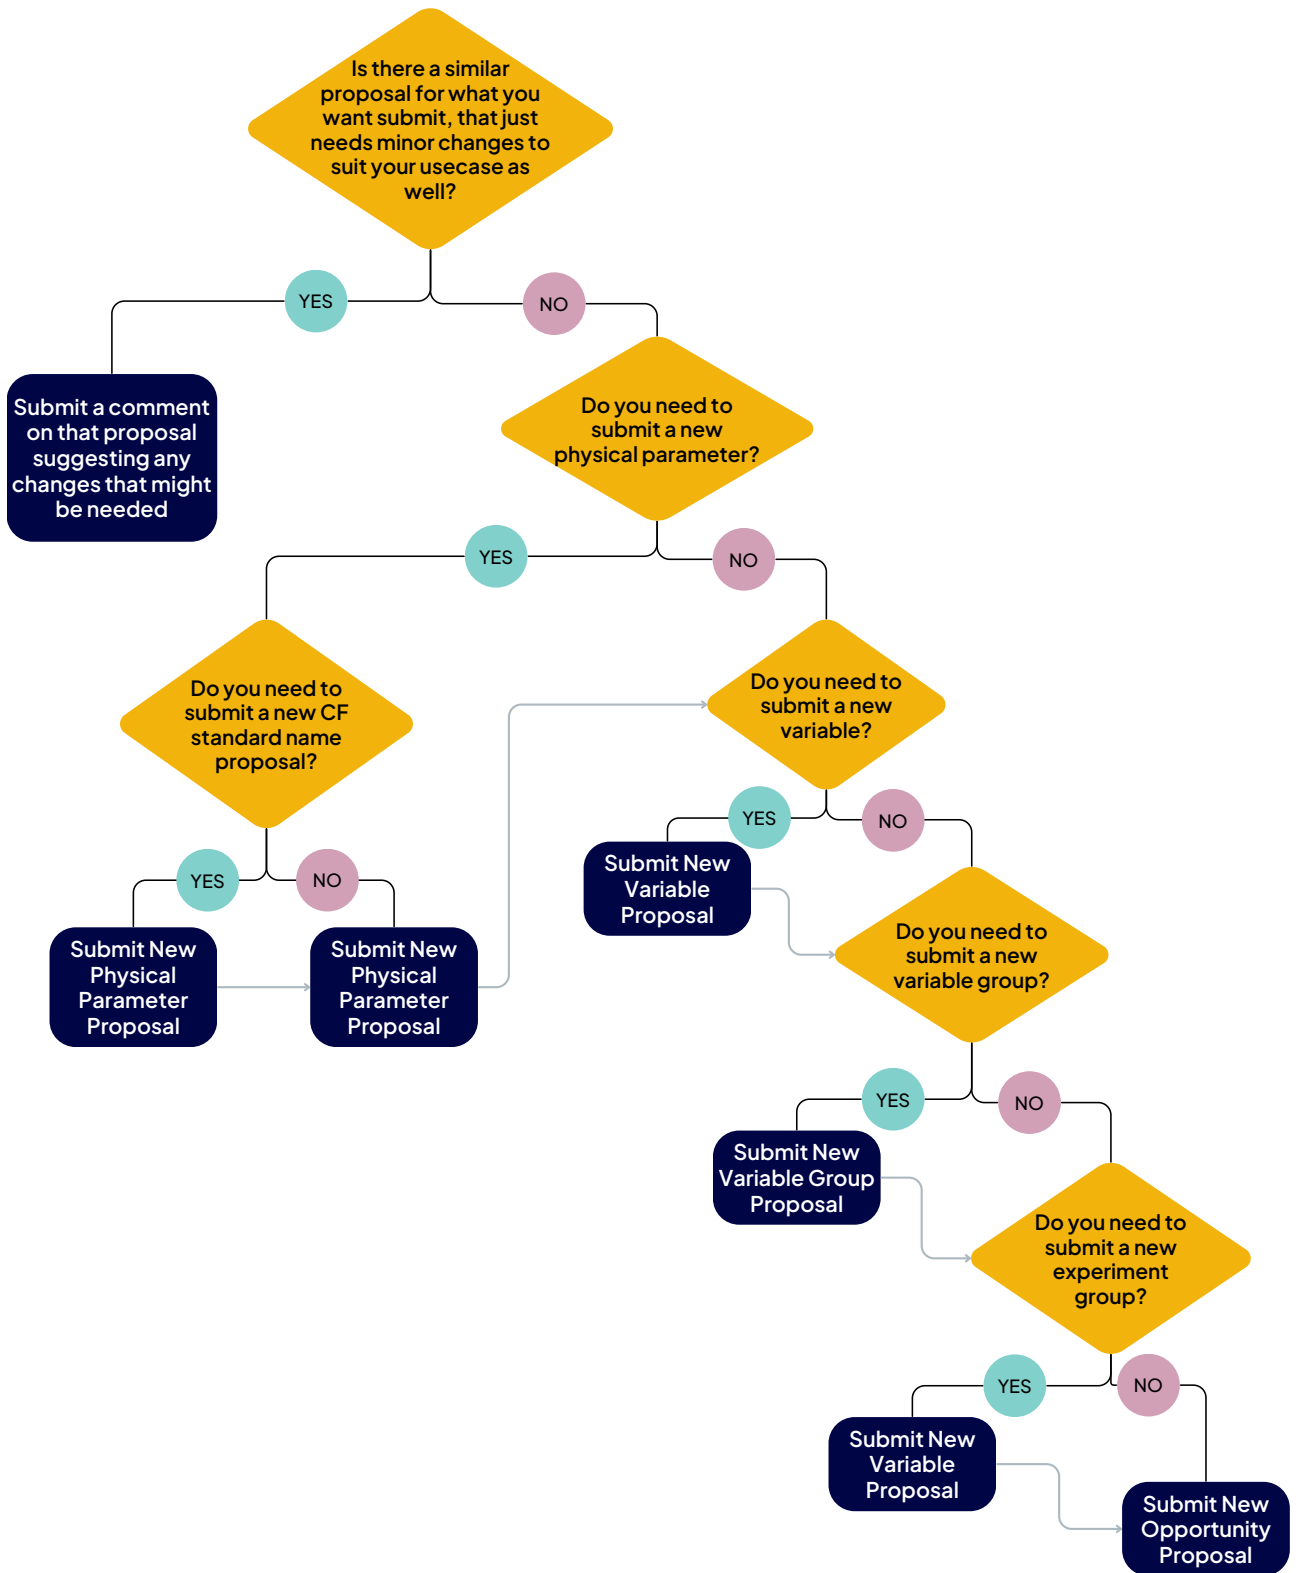 Is there a similar
proposal for what you
want submit, that just
needs minor changes to
suit your usecase as
well?
YES
NO
Submit a comment
on that proposal
suggesting any
changes that might
be needed
Do you need to
submit a new
physical parameter?
YES
NO
Do you need to
submit a new CF
standard name
proposal?
Do you need to
submit a new
variable?
YES
NO
YES
NO
Submit New
Physical
Parameter
Proposal
Submit New
Physical
Parameter
Proposal
Submit New
Variable
Proposal
Do you need to
submit a new
variable group?
YES
NO
Submit New
Variable Group
Proposal
Do you need to
submit a new
experiment
group?
YES
NO
Submit New
Variable
Proposal
Submit New
Opportunity
Proposal